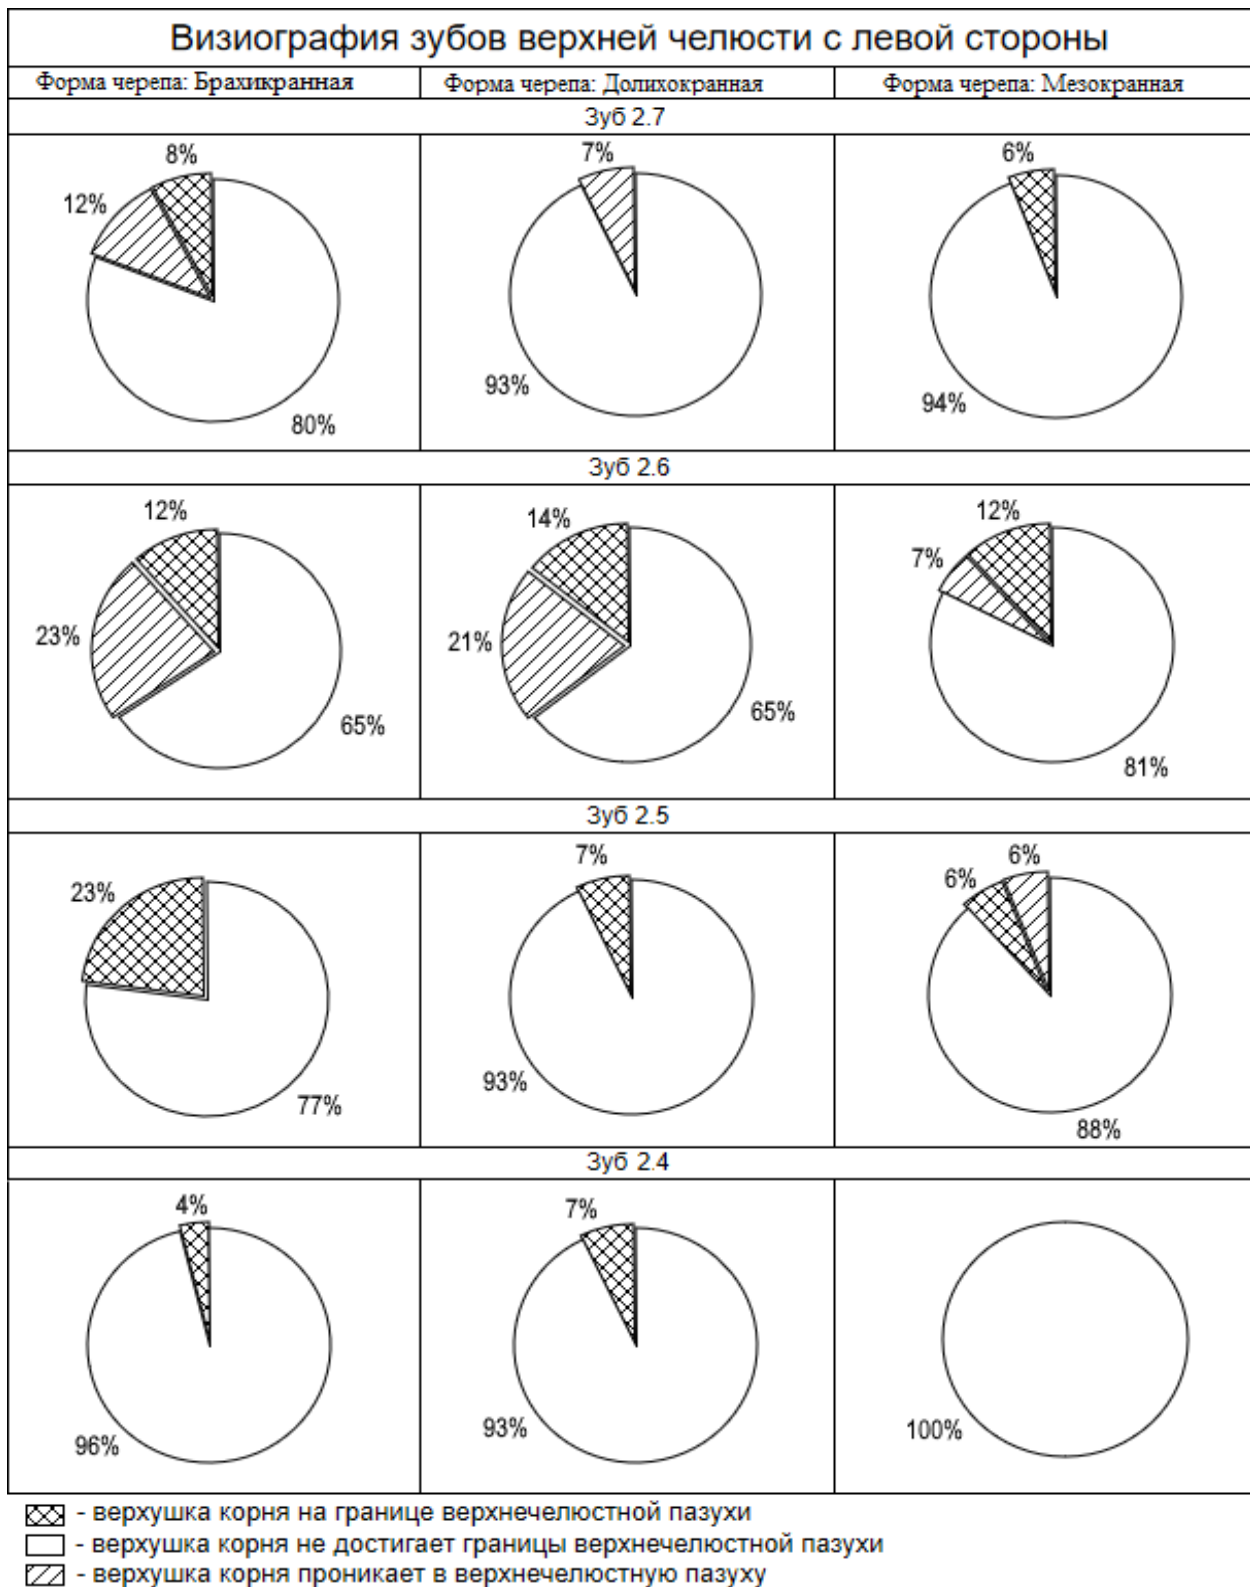 Визиография зубов верхней челюсти с левой стороны
Форма черепа: Брахикранная
Форма черепа: Долихокранная
Форма черепа: Мезокранная
Зуб 2.7
8%
12%
80%
7%
93%
6%
94%
Зуб 2.6
12%
23%
65%
14%
21%
65%
12%
7%
81%
Зуб 2.5
23%
77%
7%
93%
6%
6%
88%
Зуб 2.4
4%
96%
7%
93%
100%
- верхушка корня на границе верхнечелюстной пазухи
- верхушка корня не достигает границы верхнечелюстной пазухи
- верхушка корня проникает в верхнечелюстную пазуху